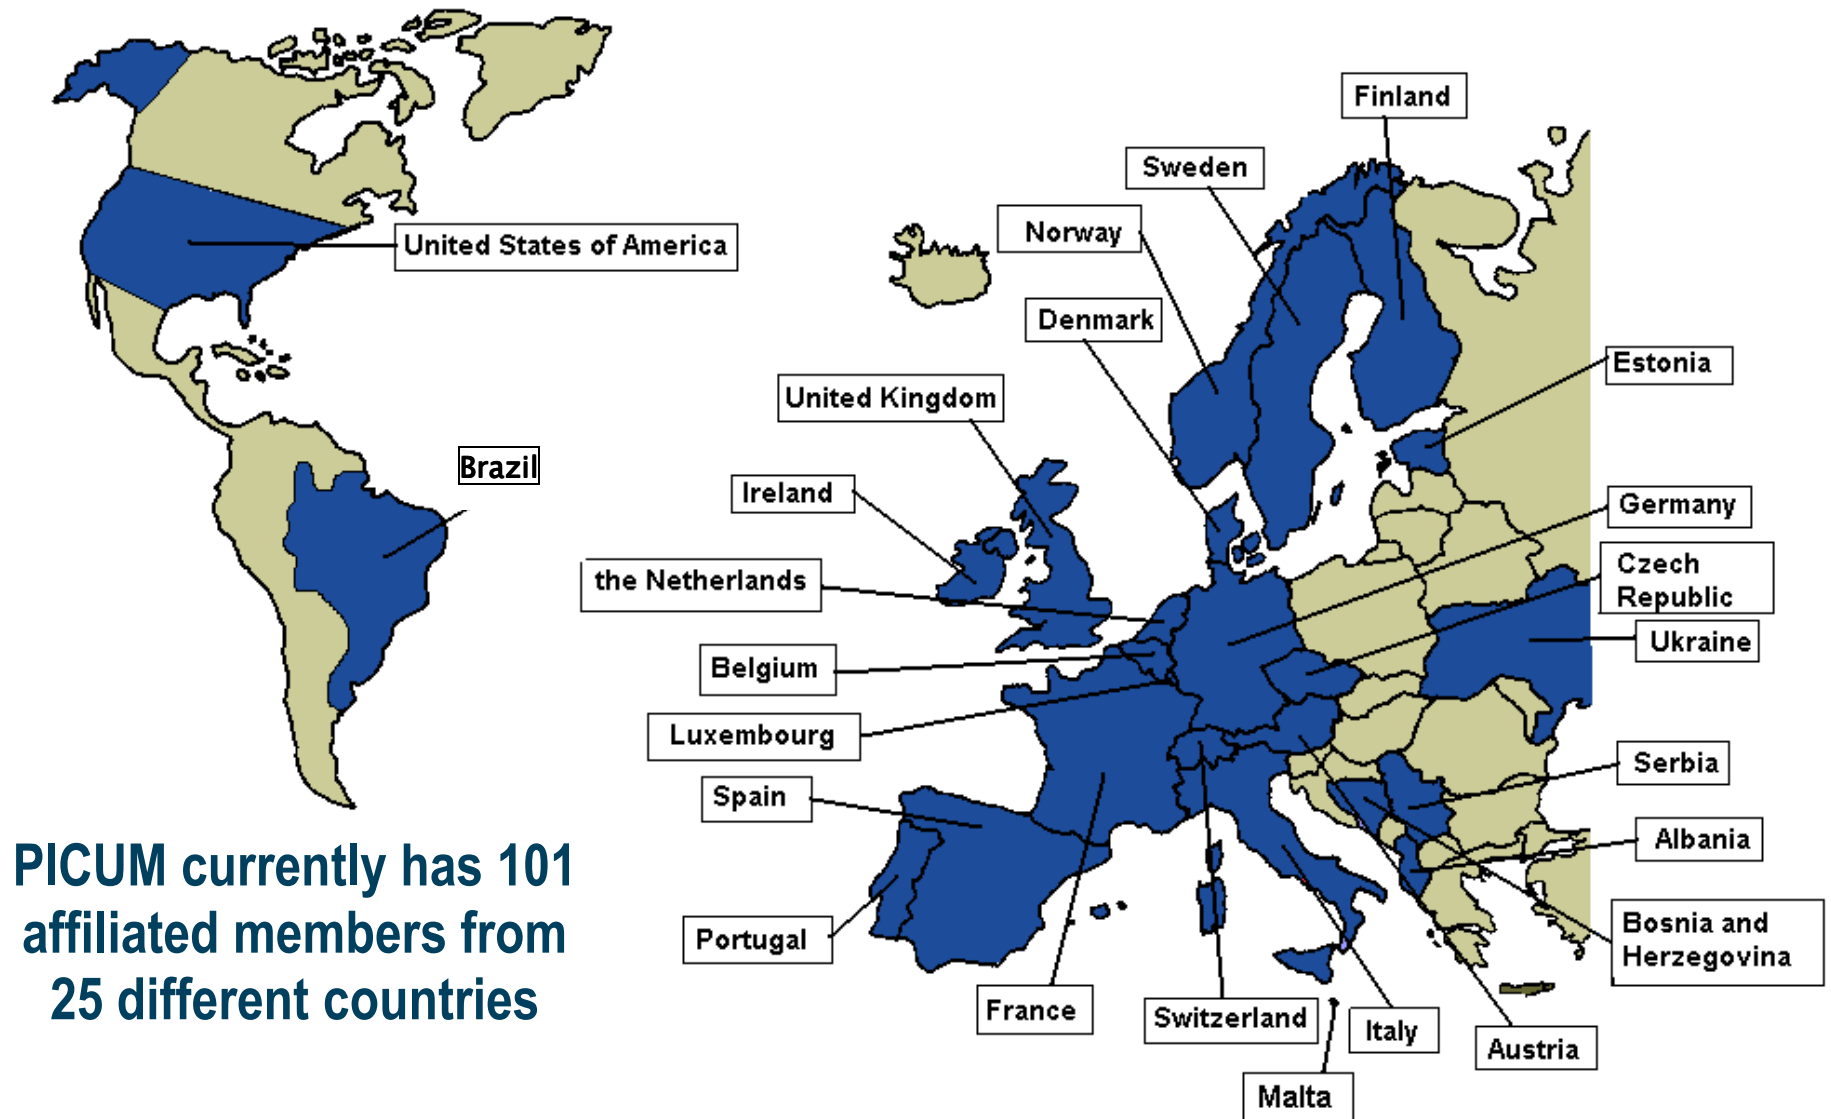 Finland
Sweden
Norway
United States of America
Denmark
Estonia
United Kingdom
Brazil
Ireland
Germany
the Netherlands
Czech
Republic
Ukraine
Belgium
Luxembourg
Serbia
Spain
Albania
PICUM currently has 101
affiliated members from
25 different countries
Portugal
Bosnia and
Herzegovina
France
Switzerland
Italy
Austria
Malta